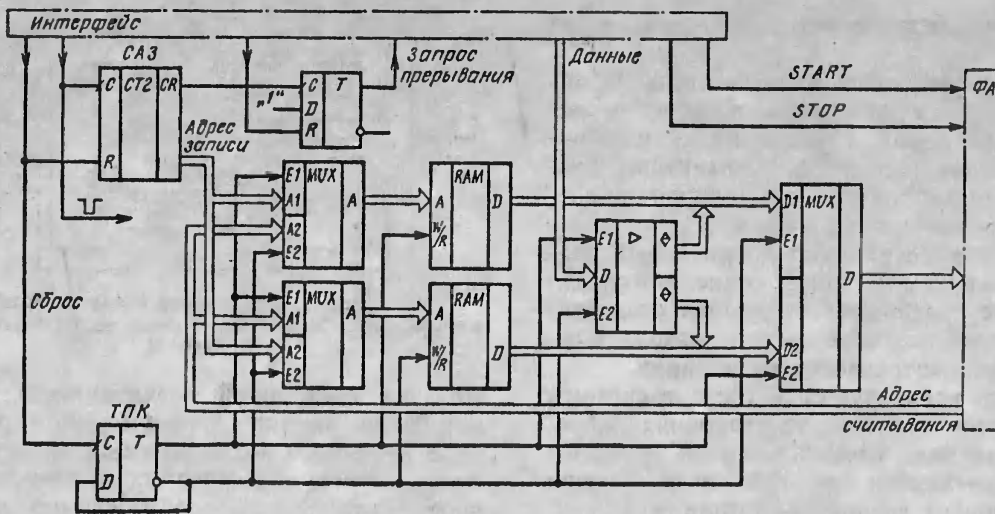 Интерфейс
САЗ
C CT2 CR
R
Адрес
записи
„1“
C T
D
R
Запрос
прерывания
Данные
START
STOP
ФА
E1 MUX
A1
A2
E2
A
A RAM D
W/R
E1 ▷
D
E2
D1 MUX
E1
D
D2
E2
E1 MUX
A1
A2
E2
A
A RAM
W/R
D
Сброс
ТПК
C T
D
Адрес
считывания